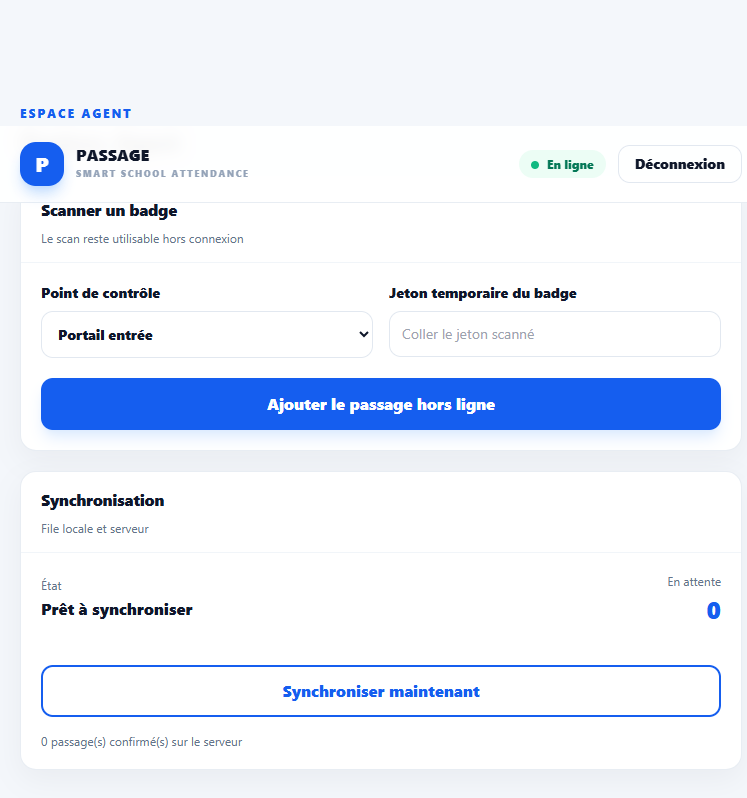 ESPACE AGENT
P
PASSAGE
SMART SCHOOL ATTENDANCE
En ligne
Déconnexion
Scanner un badge
Le scan reste utilisable hors connexion
Point de contrôle
Jeton temporaire du badge
Portail entrée
Coller le jeton scanné
Ajouter le passage hors ligne
Synchronisation
File locale et serveur
État
En attente
Prêt à synchroniser
0
Synchroniser maintenant
0 passage(s) confirmé(s) sur le serveur